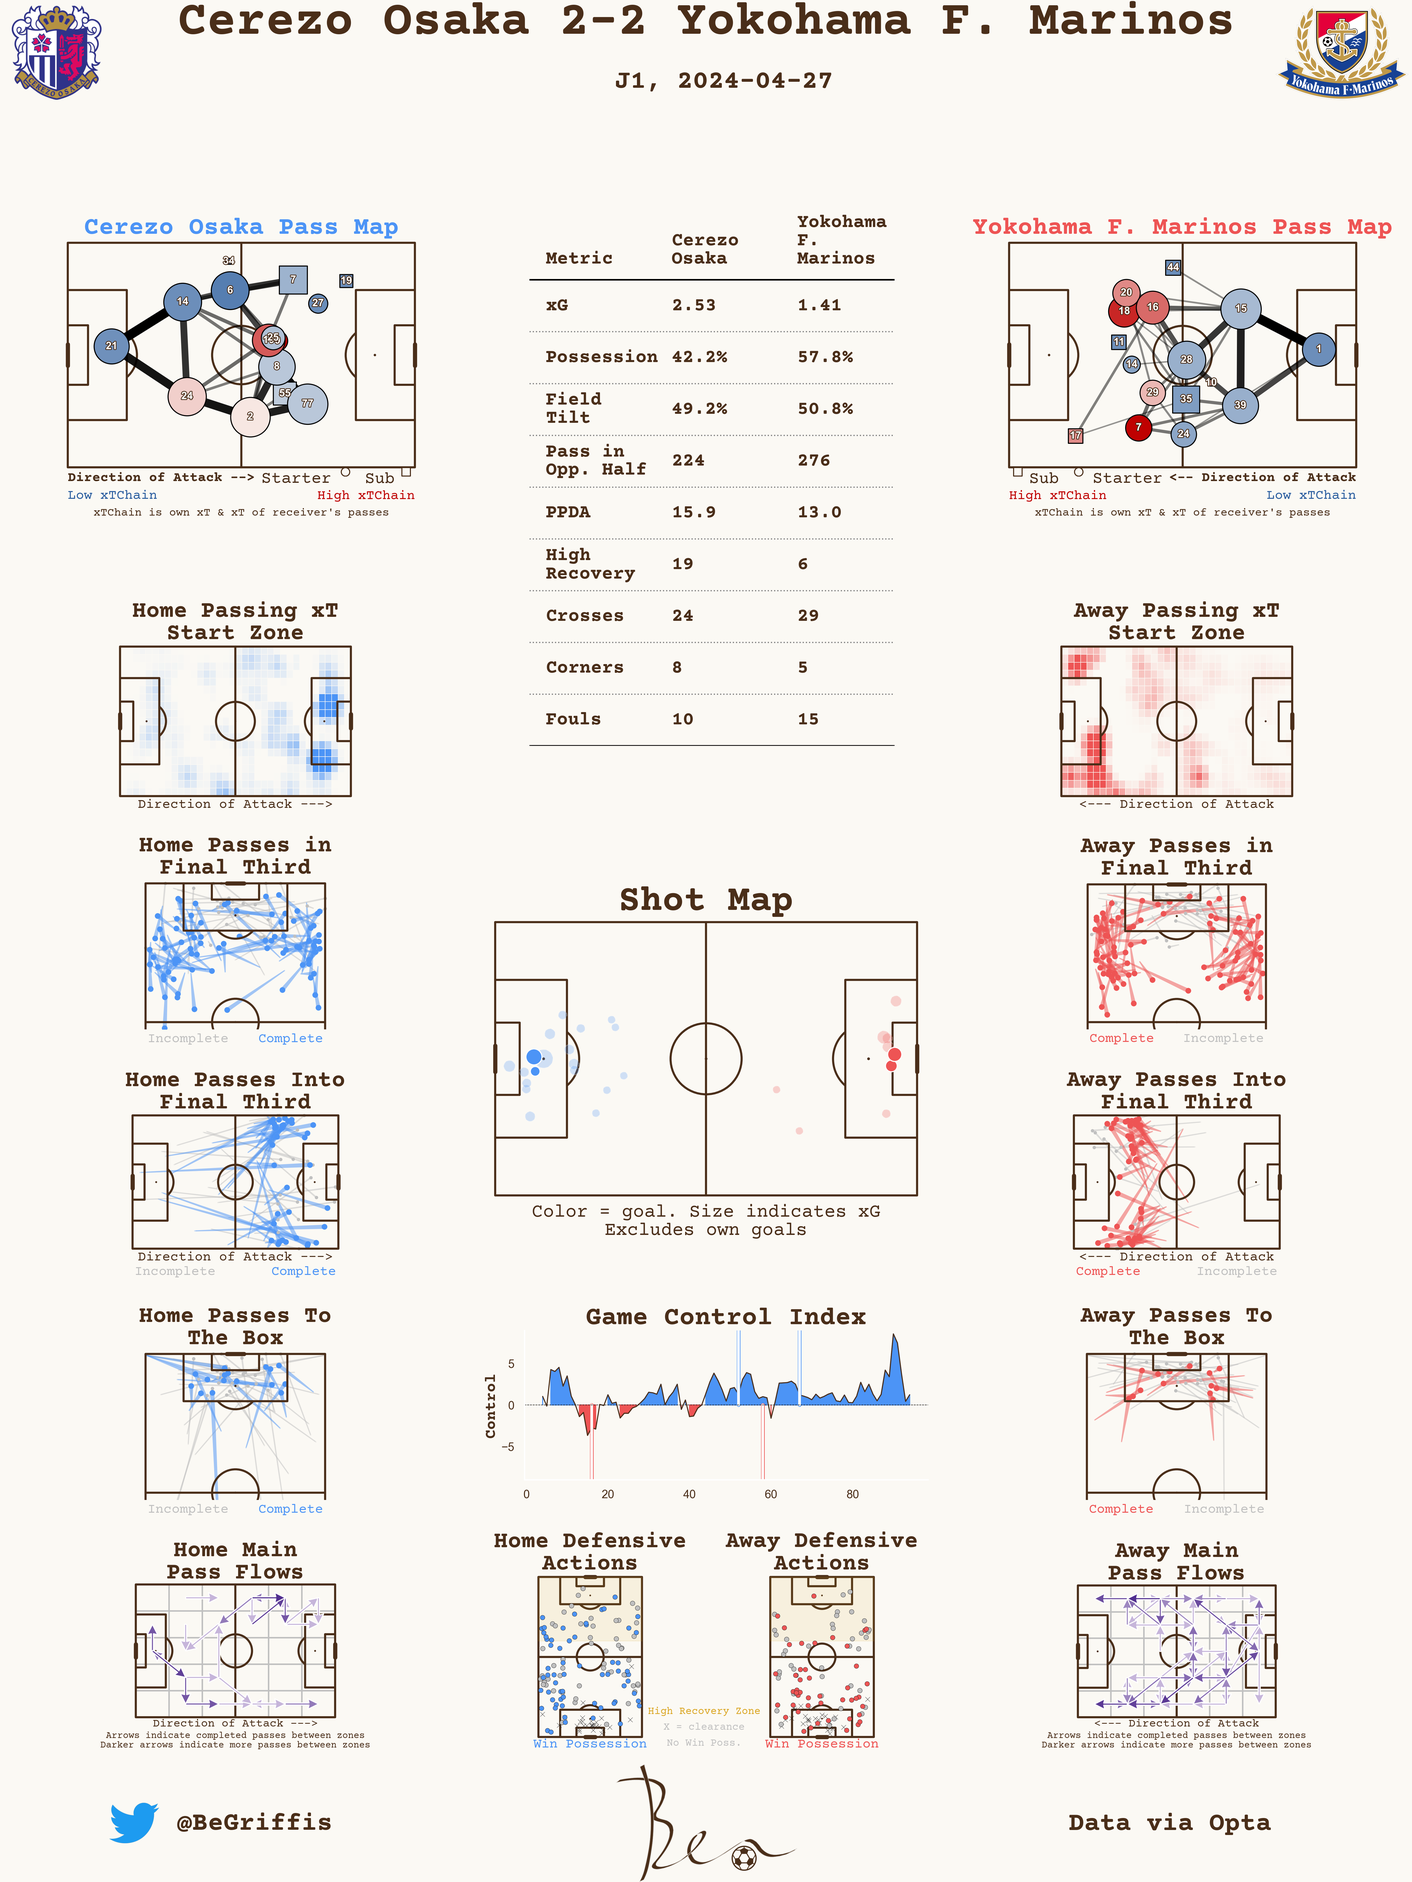 Cerezo Osaka 2-2 Yokohama F. Marinos
J1, 2024-04-27
CEREZO OSAKA
Yokohama F·Marinos
Cerezo Osaka Pass Map
34
6
7
19
27
14
25
21
8
24
55
77
2
Direction of Attack --> Starter Sub
Low xTChain High xTChain
xTChain is own xT & xT of receiver's passes
Metric Cerezo Osaka Yokohama F. Marinos
xG 2.53 1.41
Possession 42.2% 57.8%
Field Tilt 49.2% 50.8%
Pass in Opp. Half 224 276
PPDA 15.9 13.0
High Recovery 19 6
Crosses 24 29
Corners 8 5
Fouls 10 15
Yokohama F. Marinos Pass Map
44
20
18
16
15
11
1
28
14
10
29
35
39
7
24
17
Sub Starter <-- Direction of Attack
High xTChain Low xTChain
xTChain is own xT & xT of receiver's passes
Home Passing xT
Start Zone
Direction of Attack --->
Away Passing xT
Start Zone
<--- Direction of Attack
Home Passes in
Final Third
Incomplete Complete
Away Passes in
Final Third
Complete Incomplete
Shot Map
Color = goal. Size indicates xG
Excludes own goals
Home Passes Into
Final Third
Direction of Attack --->
Incomplete Complete
Away Passes Into
Final Third
<--- Direction of Attack
Complete Incomplete
Home Passes To
The Box
Incomplete Complete
Game Control Index
Control
5
0
−5
0 20 40 60 80
Away Passes To
The Box
Complete Incomplete
Home Main
Pass Flows
Direction of Attack --->
Arrows indicate completed passes between zones
Darker arrows indicate more passes between zones
Home Defensive
Actions
Win Possession
Away Defensive
Actions
Win Possession
High Recovery Zone
X = clearance
No Win Poss.
Away Main
Pass Flows
<--- Direction of Attack
Arrows indicate completed passes between zones
Darker arrows indicate more passes between zones
@BeGriffis
Ben
Data via Opta